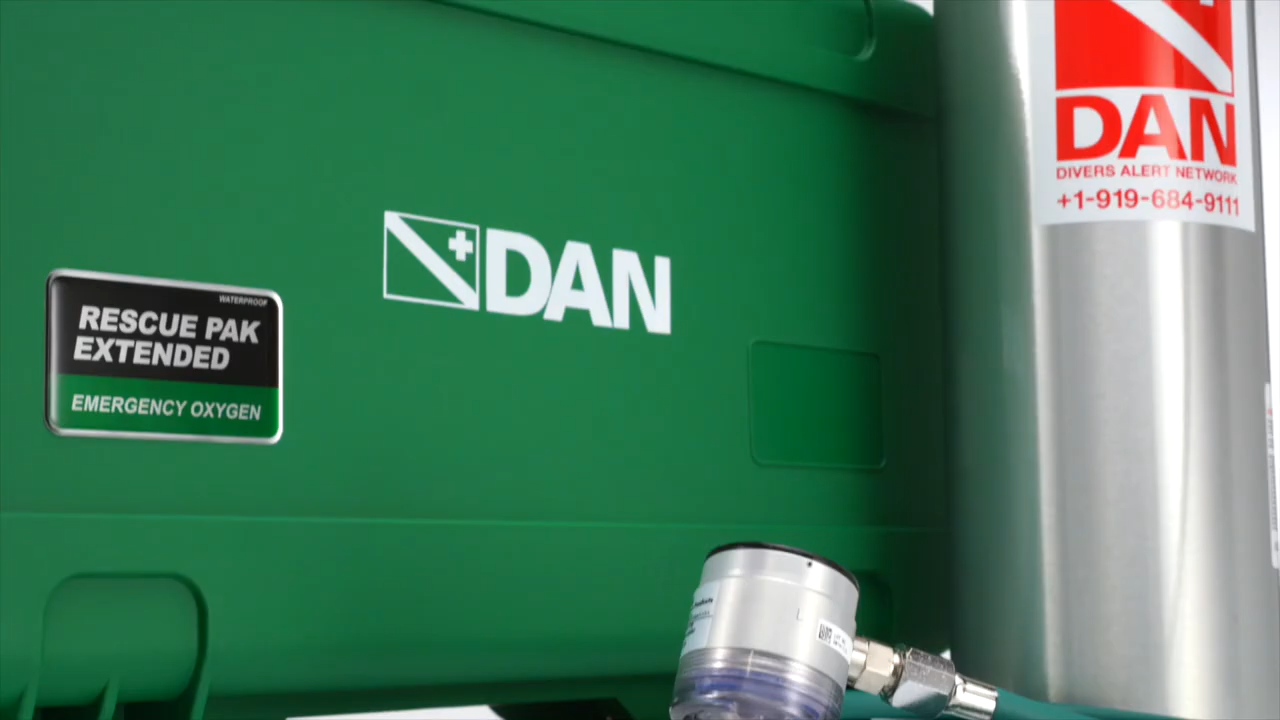 WATERPROOF
RESCUE PAK
EXTENDED
EMERGENCY OXYGEN
DAN
DAN
DIVERS ALERT NETWORK
+1-919-684-9111